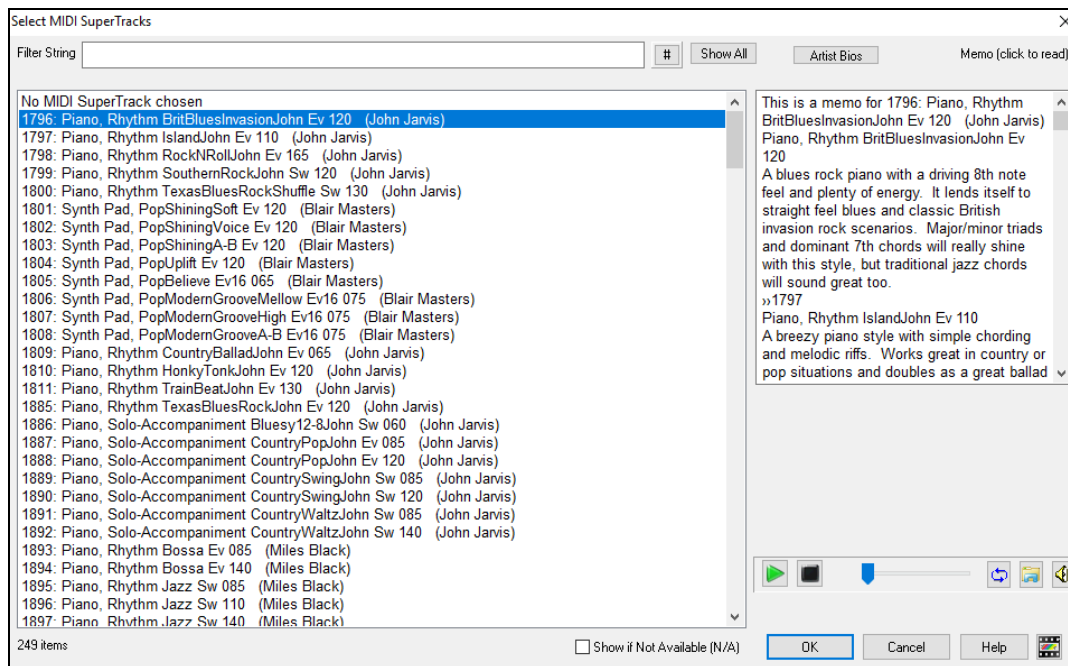 Select MIDI SuperTracks
Filter String
#
Show All
Artist Bios
Memo (click to read)
No MIDI SuperTrack chosen
1796: Piano, Rhythm BritBluesInvasionJohn Ev 120 (John Jarvis)
1797: Piano, Rhythm IslandJohn Ev 110 (John Jarvis)
1798: Piano, Rhythm RockNRollJohn Ev 165 (John Jarvis)
1799: Piano, Rhythm SouthernRockJohn Sw 120 (John Jarvis)
1800: Piano, Rhythm TexasBluesRockShuffle Sw 130 (John Jarvis)
1801: Synth Pad, PopShiningSoft Ev 120 (Blair Masters)
1802: Synth Pad, PopShiningVoice Ev 120 (Blair Masters)
1803: Synth Pad, PopShiningA-B Ev 120 (Blair Masters)
1804: Synth Pad, PopUplift Ev 120 (Blair Masters)
1805: Synth Pad, PopBelieve Ev16 065 (Blair Masters)
1806: Synth Pad, PopModernGrooveMellow Ev16 075 (Blair Masters)
1807: Synth Pad, PopModernGrooveHigh Ev16 075 (Blair Masters)
1808: Synth Pad, PopModernGrooveA-B Ev16 075 (Blair Masters)
1809: Piano, Rhythm CountryBalladJohn Ev 065 (John Jarvis)
1810: Piano, Rhythm HonkyTonkJohn Ev 120 (John Jarvis)
1811: Piano, Rhythm TrainBeatJohn Ev 130 (John Jarvis)
1885: Piano, Rhythm TexasBluesRockJohn Ev 120 (John Jarvis)
1886: Piano, Solo-Accompaniment Bluesy12-8John Sw 060 (John Jarvis)
1887: Piano, Solo-Accompaniment CountryPopJohn Ev 085 (John Jarvis)
1888: Piano, Solo-Accompaniment CountryPopJohn Ev 120 (John Jarvis)
1889: Piano, Solo-Accompaniment CountrySwingJohn Sw 085 (John Jarvis)
1890: Piano, Solo-Accompaniment CountrySwingJohn Sw 120 (John Jarvis)
1891: Piano, Solo-Accompaniment CountryWaltzJohn Sw 085 (John Jarvis)
1892: Piano, Solo-Accompaniment CountryWaltzJohn Sw 140 (John Jarvis)
1893: Piano, Rhythm Bossa Ev 085 (Miles Black)
1894: Piano, Rhythm Bossa Ev 140 (Miles Black)
1895: Piano, Rhythm Jazz Sw 085 (Miles Black)
1896: Piano, Rhythm Jazz Sw 110 (Miles Black)
1897: Piano, Rhythm Jazz Sw 140 (Miles Black)
This is a memo for 1796: Piano, Rhythm
BritBluesInvasionJohn Ev 120 (John Jarvis)
Piano, Rhythm BritBluesInvasionJohn Ev
120
A blues rock piano with a driving 8th note
feel and plenty of energy. It lends itself to
straight feel blues and classic British
invasion rock scenarios. Major/minor triads
and dominant 7th chords will really shine
with this style, but traditional jazz chords
will sound great too.
››1797
Piano, Rhythm IslandJohn Ev 110
A breezy piano style with simple chording
and melodic riffs. Works great in country or
pop situations and doubles as a great ballad
249 items
Show if Not Available (N/A)
OK
Cancel
Help